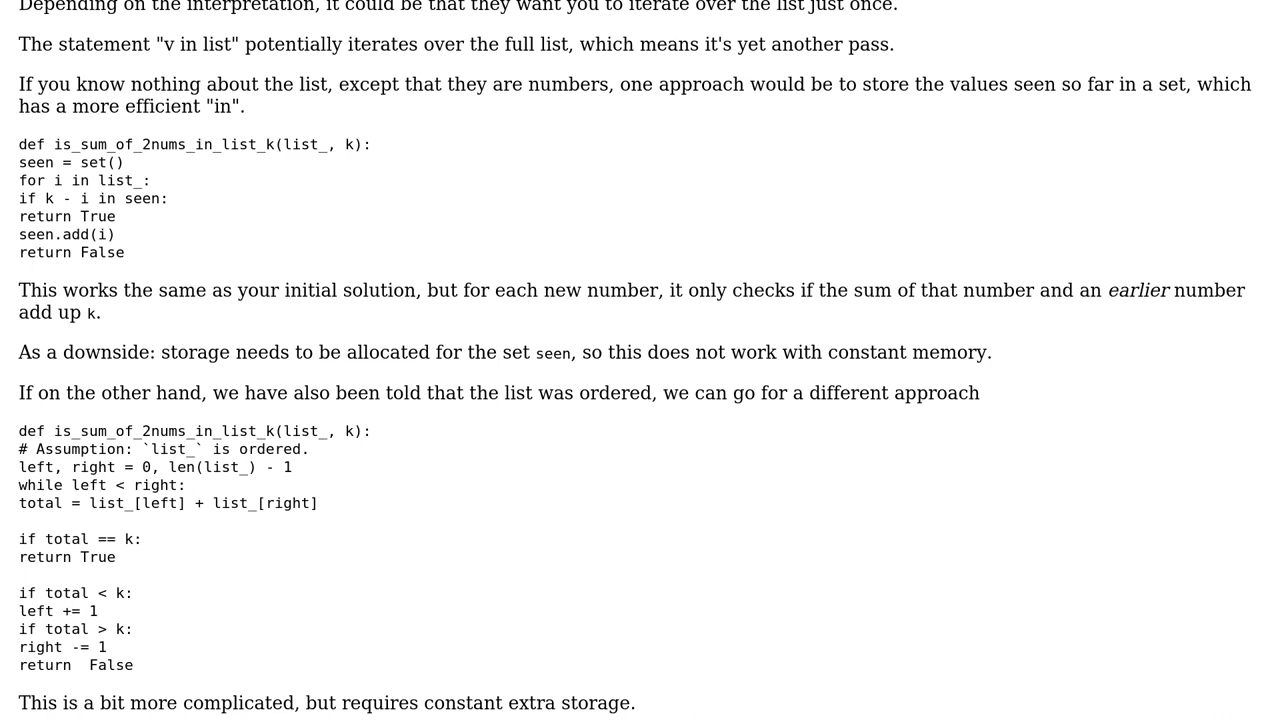 Depending on the interpretation, it could be that they want you to iterate over the list just once.
The statement "v in list" potentially iterates over the full list, which means it's yet another pass.
If you know nothing about the list, except that they are numbers, one approach would be to store the values seen so far in a set, which
has a more efficient "in".
def is_sum_of_2nums_in_list_k(list_, k):
seen = set()
for i in list_:
if k - i in seen:
return True
seen.add(i)
return False
This works the same as your initial solution, but for each new number, it only checks if the sum of that number and an earlier number
add up k.
As a downside: storage needs to be allocated for the set seen, so this does not work with constant memory.
If on the other hand, we have also been told that the list was ordered, we can go for a different approach
def is_sum_of_2nums_in_list_k(list_, k):
# Assumption: `list_` is ordered.
left, right = 0, len(list_) - 1
while left < right:
total = list_[left] + list_[right]
if total == k:
return True
if total < k:
left += 1
if total > k:
right -= 1
return  False
This is a bit more complicated, but requires constant extra storage.